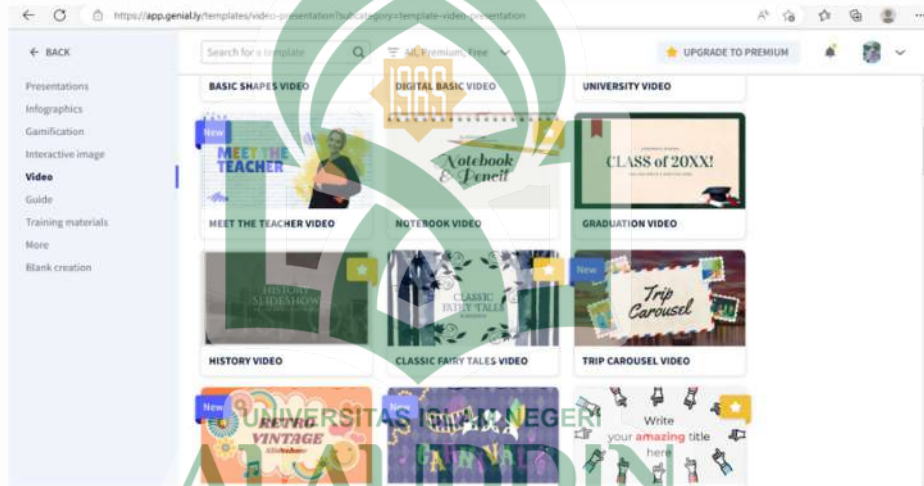 https://app.genial.ly/templates/video-presentation?subcategory=template-video-presentation
BACK
Search for a template
All, Premium, Free
UPGRADE TO PREMIUM
Presentations
Infographics
Gamification
Interactive image
Video
Guide
Training materials
More
Blank creation
BASIC SHAPES VIDEO
DIGITAL BASIC VIDEO
UNIVERSITY VIDEO
1965
New
MEET THE
TEACHER
Notebook
& Pencil
CLASS of 20XX!
MEET THE TEACHER VIDEO
NOTEBOOK VIDEO
GRADUATION VIDEO
HISTORY
SLIDESHOW
CLASSIC
FAIRY TALES
New
Trip
Carousel
HISTORY VIDEO
CLASSIC FAIRY TALES VIDEO
TRIP CAROUSEL VIDEO
New
RETRO
VINTAGE
Slideshow
New
CARNIVAL
Write
your amazing title
here
UNIVERSITAS ISLAM NEGERI
ALAUDDIN